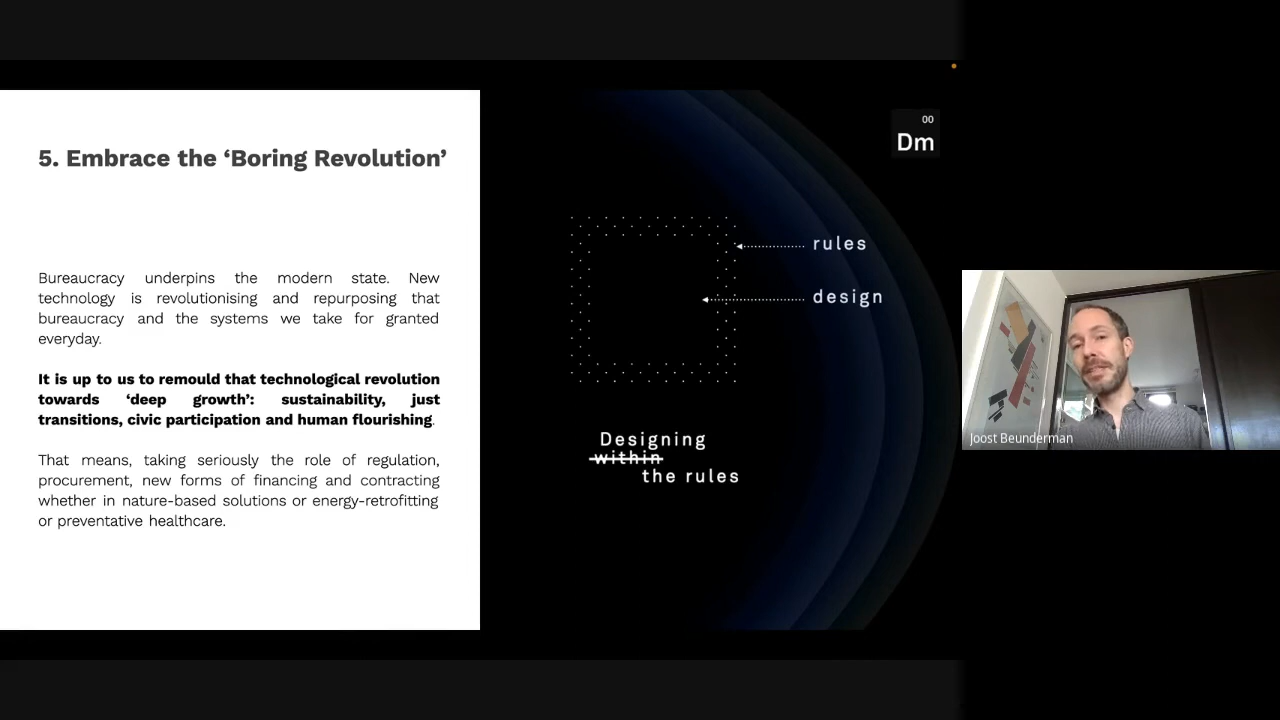 5. Embrace the ‘Boring Revolution’
Bureaucracy underpins the modern state. New
technology is revolutionising and repurposing that
bureaucracy and the systems we take for granted
everyday.
It is up to us to remould that technological revolution
towards ‘deep growth’: sustainability, just
transitions, civic participation and human flourishing.
That means, taking seriously the role of regulation,
procurement, new forms of financing and contracting
whether in nature-based solutions or energy-retrofitting
or preventative healthcare.
00
Dm
rules
design
Designing
within
the rules
Joost Beunderman